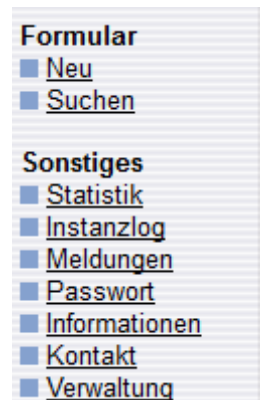 Formular
Neu
Suchen
Sonstiges
Statistik
Instanzlog
Meldungen
Passwort
Informationen
Kontakt
Verwaltung